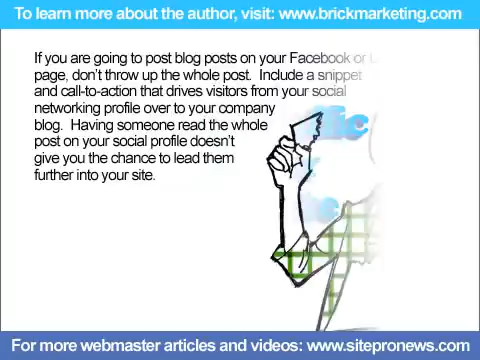 To learn more about the author, visit: www.brickmarketing.com
If you are going to post blog posts on your Facebook or
page, don't throw up the whole post. Include a snippet
and call-to-action that drives visitors from your social
networking profile over to your company
blog. Having someone read the whole
post on your social profile doesn't
give you the chance to lead them
further into your site.
For more webmaster articles and videos: www.sitepronews.com